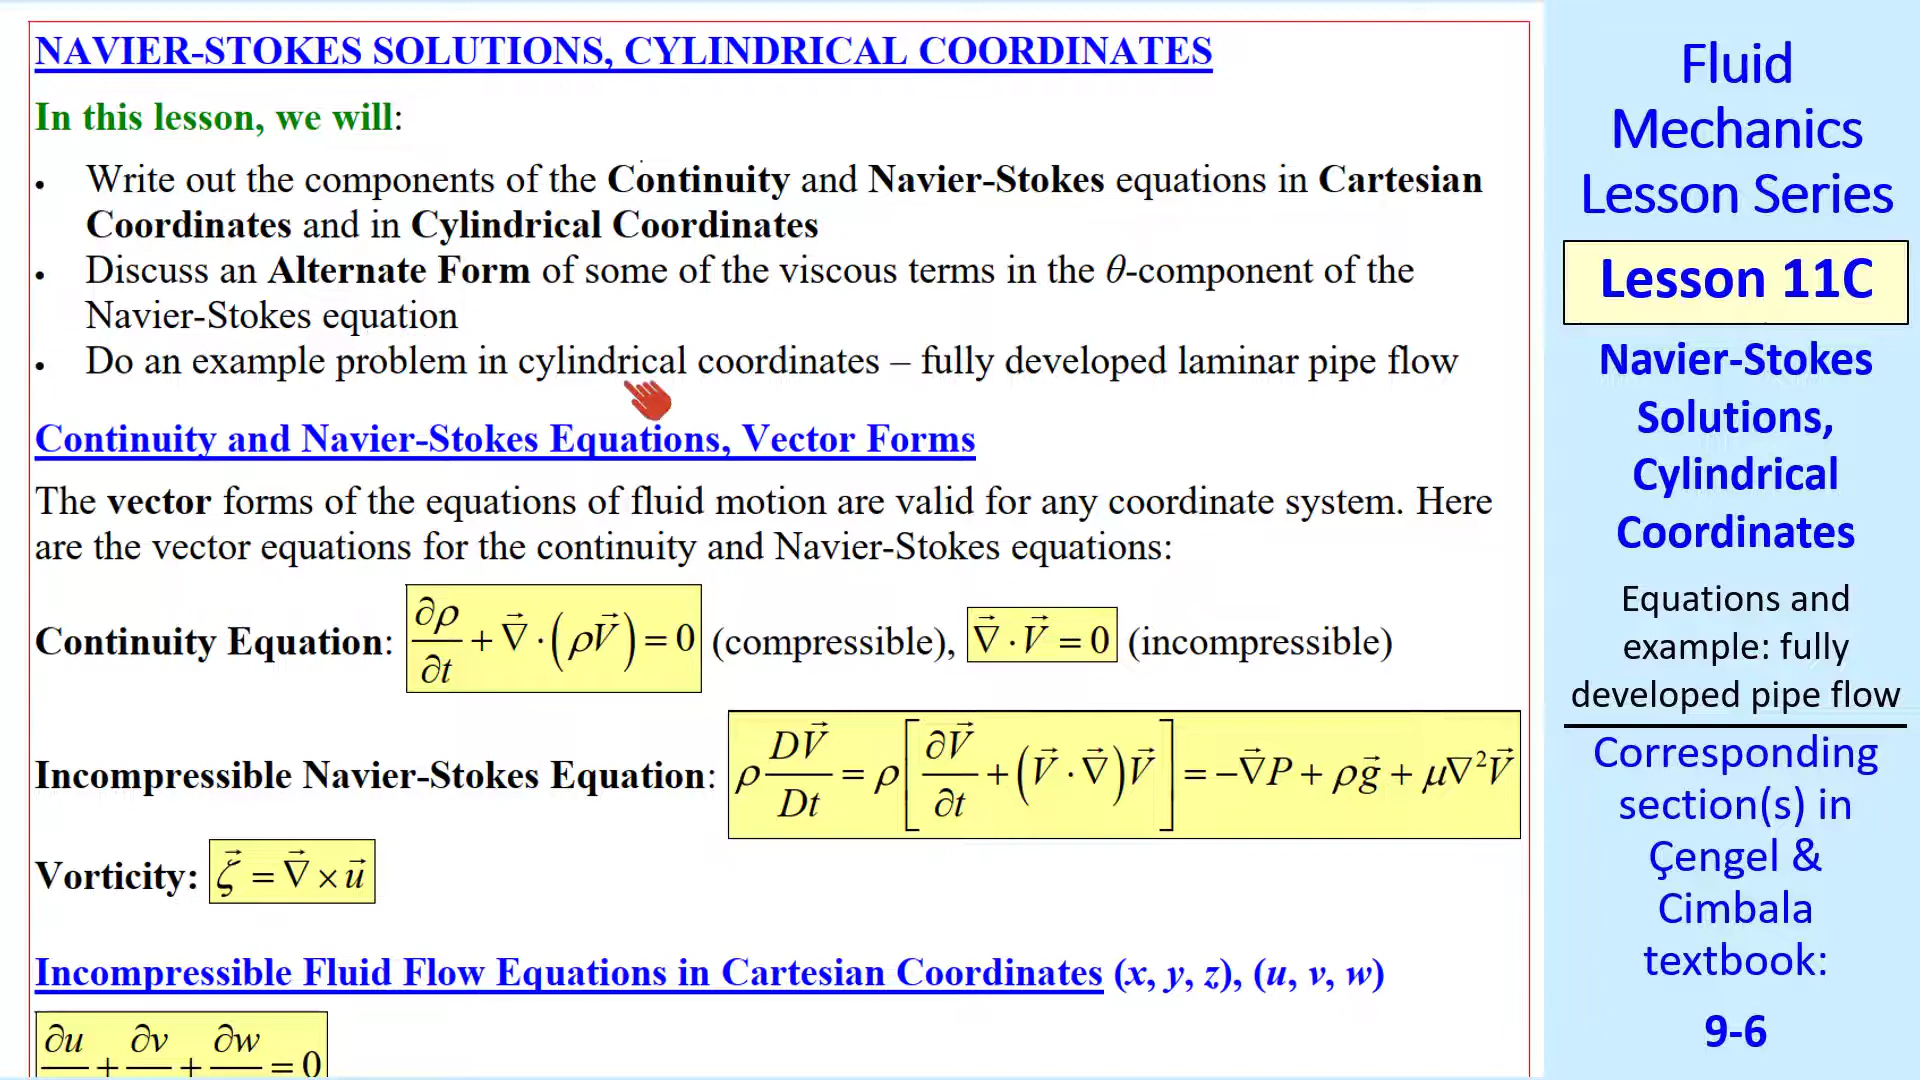 NAVIER-STOKES SOLUTIONS, CYLINDRICAL COORDINATES
In this lesson, we will:
• Write out the components of the Continuity and Navier-Stokes equations in Cartesian
Coordinates and in Cylindrical Coordinates
• Discuss an Alternate Form of some of the viscous terms in the θ-component of the
Navier-Stokes equation
• Do an example problem in cylindrical coordinates – fully developed laminar pipe flow
Continuity and Navier-Stokes Equations, Vector Forms
The vector forms of the equations of fluid motion are valid for any coordinate system. Here
are the vector equations for the continuity and Navier-Stokes equations:
Continuity Equation: ∂ρ/∂t + ∇⃗ · (ρV⃗) = 0 (compressible), ∇⃗ · V⃗ = 0 (incompressible)
Incompressible Navier-Stokes Equation: ρ DV⃗/Dt = ρ[∂V⃗/∂t + (V⃗ · ∇⃗)V⃗] = −∇⃗P + ρg⃗ + μ∇²V⃗
Vorticity: ζ⃗ = ∇⃗ × u⃗
Incompressible Fluid Flow Equations in Cartesian Coordinates (x, y, z), (u, v, w)
∂u + ∂v + ∂w = 0
Fluid
Mechanics
Lesson Series
Lesson 11C
Navier-Stokes
Solutions,
Cylindrical
Coordinates
Equations and
example: fully
developed pipe flow
Corresponding
section(s) in
Çengel &
Cimbala
textbook:
9-6